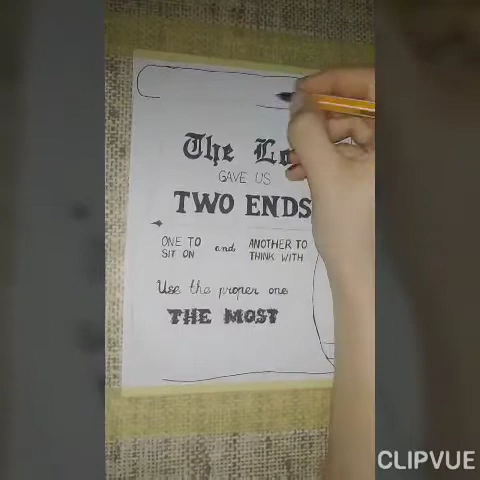 The
GAVE US
TWO ENDS
ONE TO and ANOTHER TO
SIT ON THINK WITH
Use the proper one
THE MOST
CLIPVUE